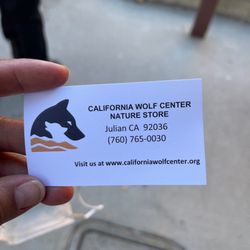 CALIFORNIA WOLF CENTER
NATURE STORE
Julian CA 92036
(760) 765-0030
Visit us at www.californiawolfcenter.org